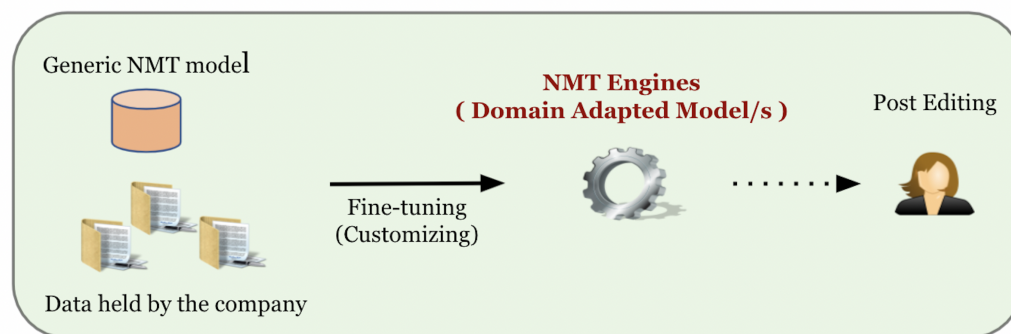 Generic NMT model
Data held by the company
Fine-tuning
(Customizing)
NMT Engines
( Domain Adapted Model/s )
Post Editing